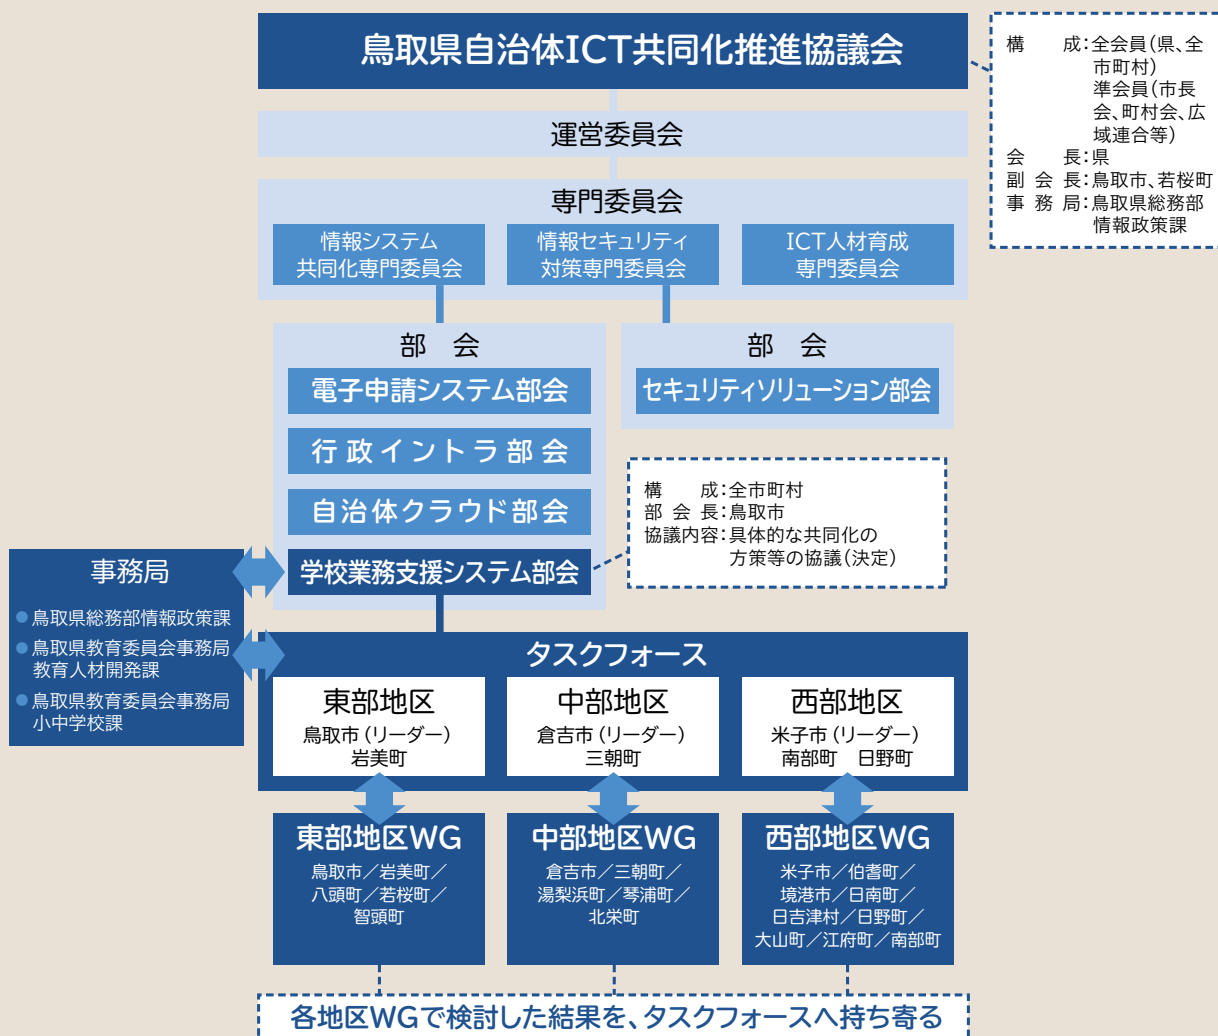 鳥取県自治体ICT共同化推進協議会
構　成：全会員（県、全
市町村）
準会員（市長
会、町村会、広
域連合等）
会　長：県
副 会 長：鳥取市、若桜町
事 務 局：鳥取県総務部
情報政策課
運営委員会
専門委員会
情報システム
共同化専門委員会
情報セキュリティ
対策専門委員会
ICT人材育成
専門委員会
部　会
電子申請システム部会
行政イントラ部会
自治体クラウド部会
学校業務支援システム部会
部　会
セキュリティソリューション部会
構　成：全市町村
部 会 長：鳥取市
協議内容：具体的な共同化の
方策等の協議（決定）
事務局
●鳥取県総務部情報政策課
●鳥取県教育委員会事務局
教育人材開発課
●鳥取県教育委員会事務局
小中学校課
タスクフォース
東部地区
鳥取市（リーダー）
岩美町
中部地区
倉吉市（リーダー）
三朝町
西部地区
米子市（リーダー）
南部町　日野町
東部地区WG
鳥取市／岩美町／
八頭町／若桜町／
智頭町
中部地区WG
倉吉市／三朝町／
湯梨浜町／琴浦町／
北栄町
西部地区WG
米子市／伯耆町／
境港市／日南町／
日吉津村／日野町／
大山町／江府町／南部町
各地区WGで検討した結果を、タスクフォースへ持ち寄る